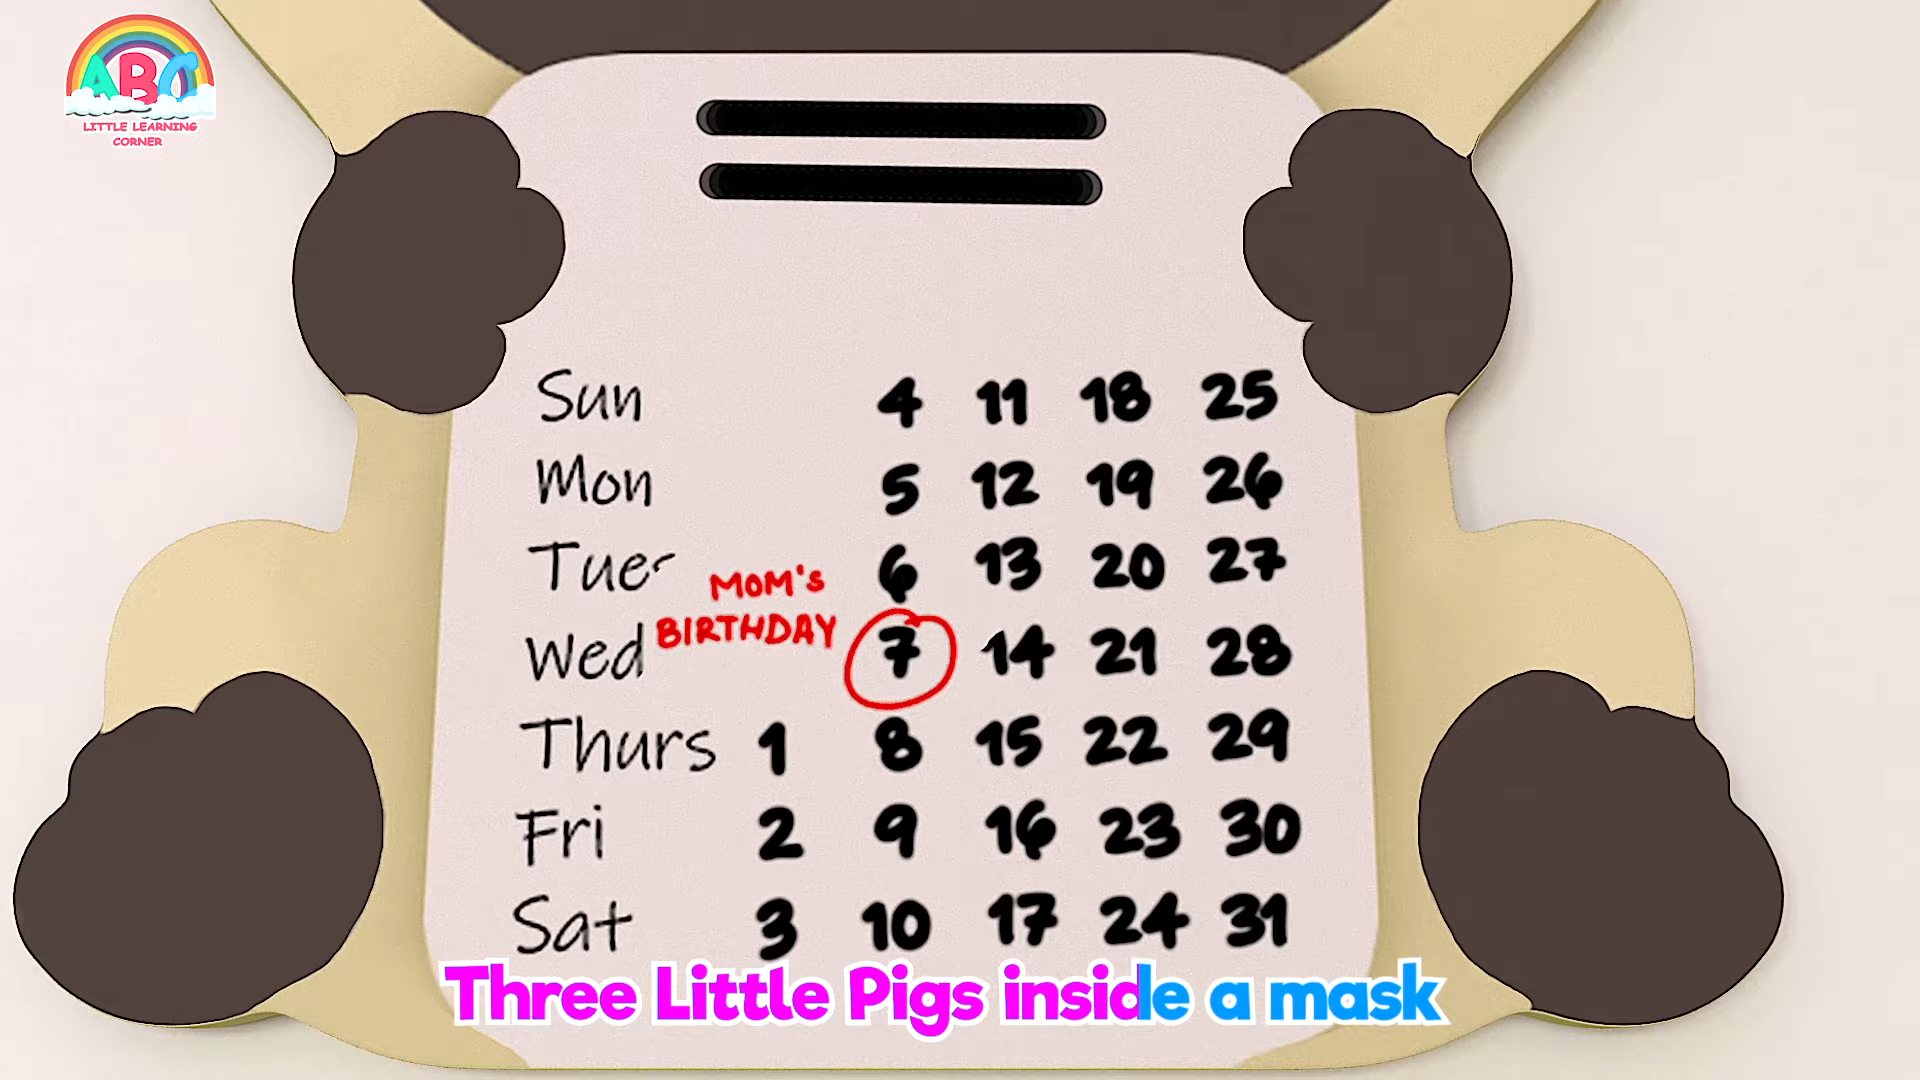 ABC
LITTLE LEARNING
CORNER
Sun 4 11 18 25
Mon 5 12 19 26
Tues 6 13 20 27
MOM'S
BIRTHDAY
Wed 7 14 21 28
Thurs 1 8 15 22 29
Fri 2 9 16 23 30
Sat 3 10 17 24 31
Three Little Pigs inside a mask